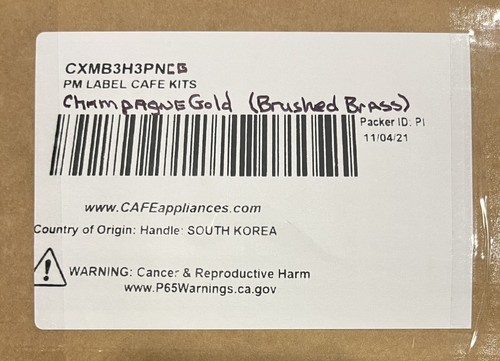 CXMB3H3PNCB
PM LABEL CAFE KITS
Champagne Gold (Brushed Brass)
Packer ID: PI
11/04/21
www.CAFEappliances.com
Country of Origin: Handle: SOUTH KOREA
WARNING: Cancer & Reproductive Harm
www.P65Warnings.ca.gov